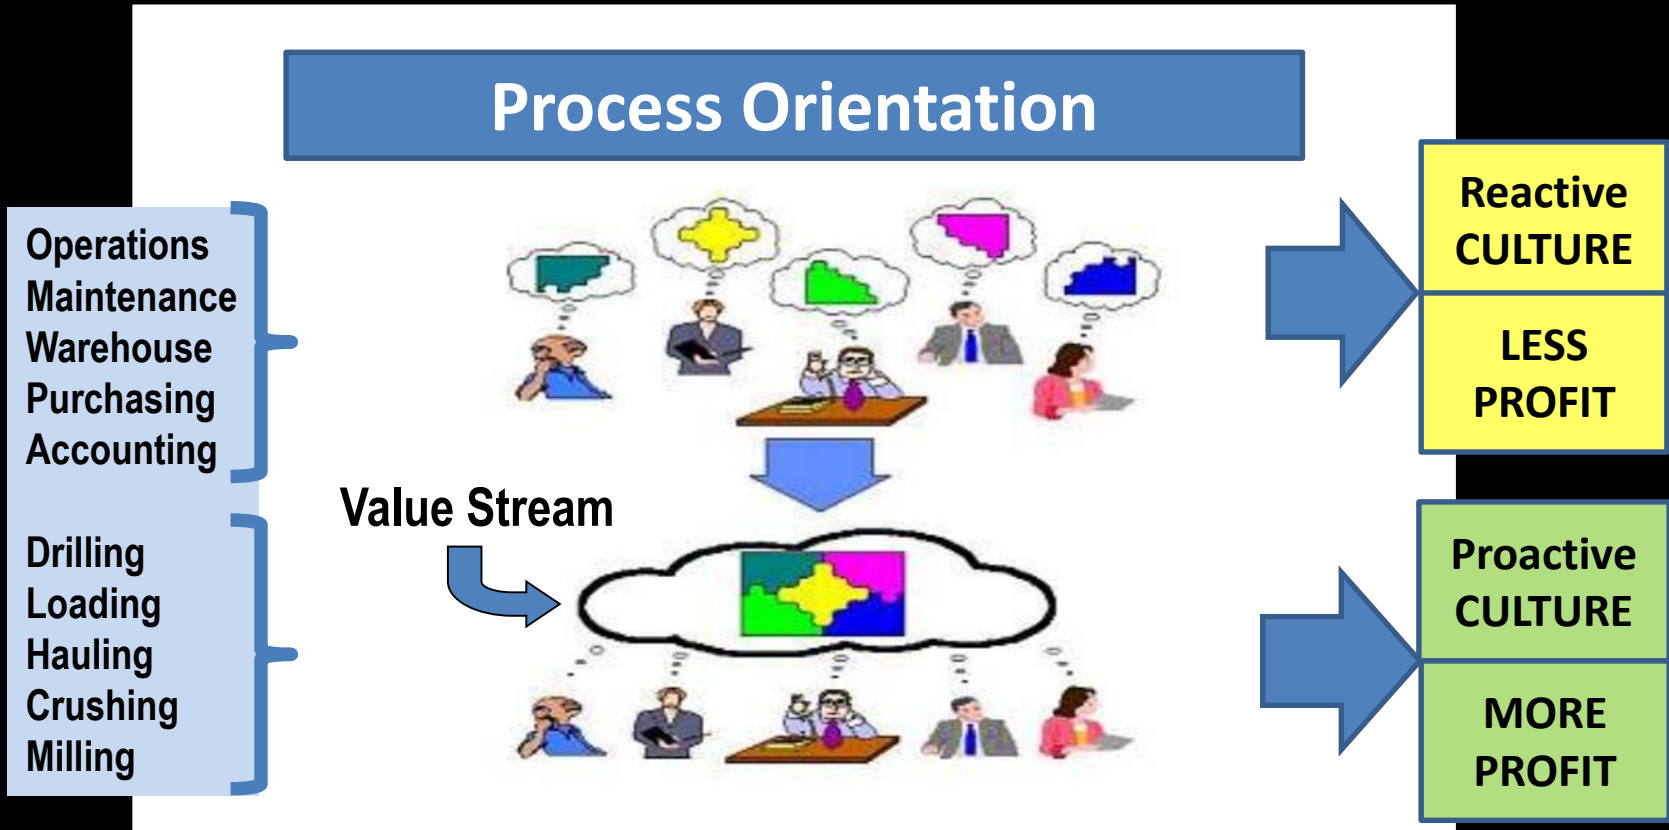 Process Orientation
Operations
Maintenance
Warehouse
Purchasing
Accounting
Reactive
CULTURE
LESS
PROFIT
Value Stream
Drilling
Loading
Hauling
Crushing
Milling
Proactive
CULTURE
MORE
PROFIT